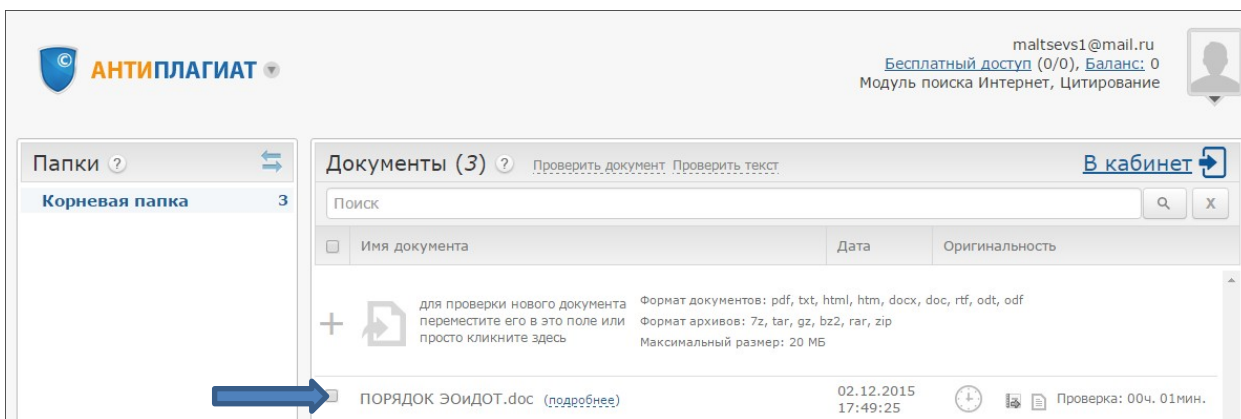 maltsevs1@mail.ru
Бесплатный доступ (0/0), Баланс: 0
Модуль поиска Интернет, Цитирование
© АНТИПЛАГИАТ
Папки ?
Корневая папка 3
Документы (3) ? Проверить документ Проверить текст В кабинет
Поиск X
Имя документа Дата Оригинальность
для проверки нового документа
переместите его в это поле или
просто кликните здесь
Формат документов: pdf, txt, html, htm, docx, doc, rtf, odt, odf
Формат архивов: 7z, tar, gz, bz2, rar, zip
Максимальный размер: 20 МБ
ПОРЯДОК ЭОиДОТ.doc (подробнее)
02.12.2015
17:49:25
Проверка: 00ч. 01мин.